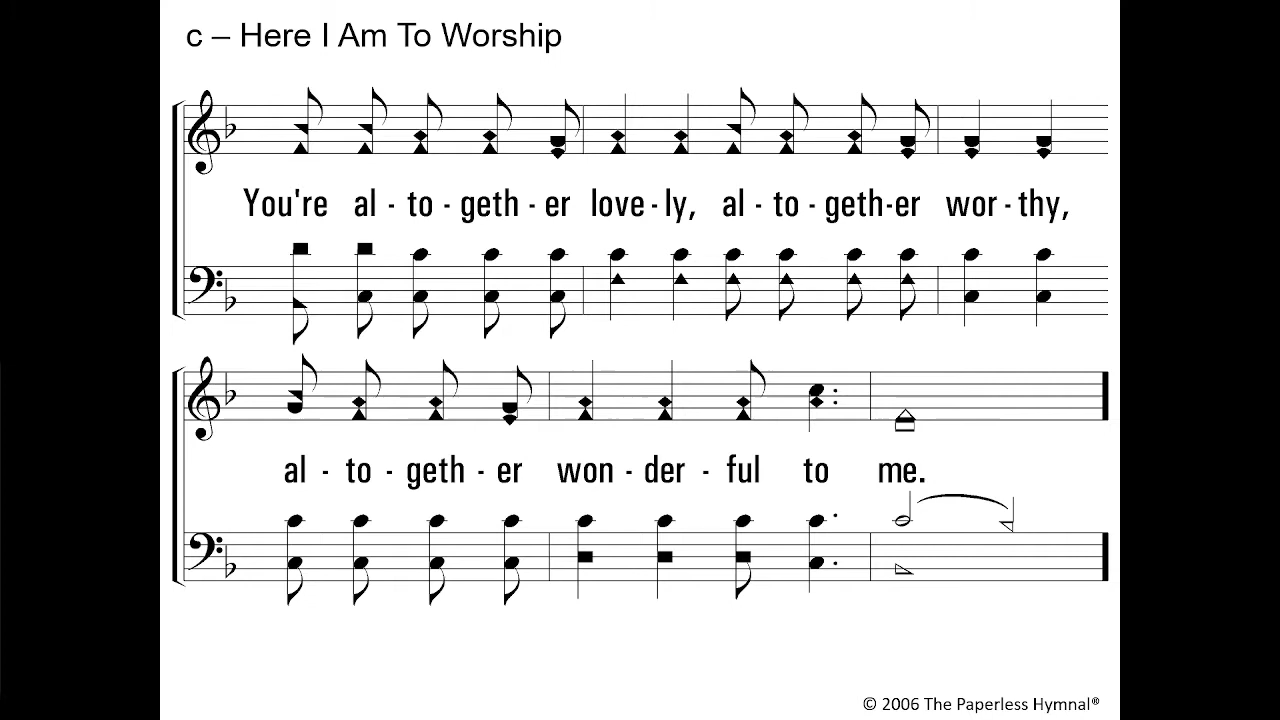 c – Here I Am To Worship
You're al - to - geth - er love - ly, al - to - geth-er wor - thy,
al - to - geth - er won - der - ful to me.
© 2006 The Paperless Hymnal®